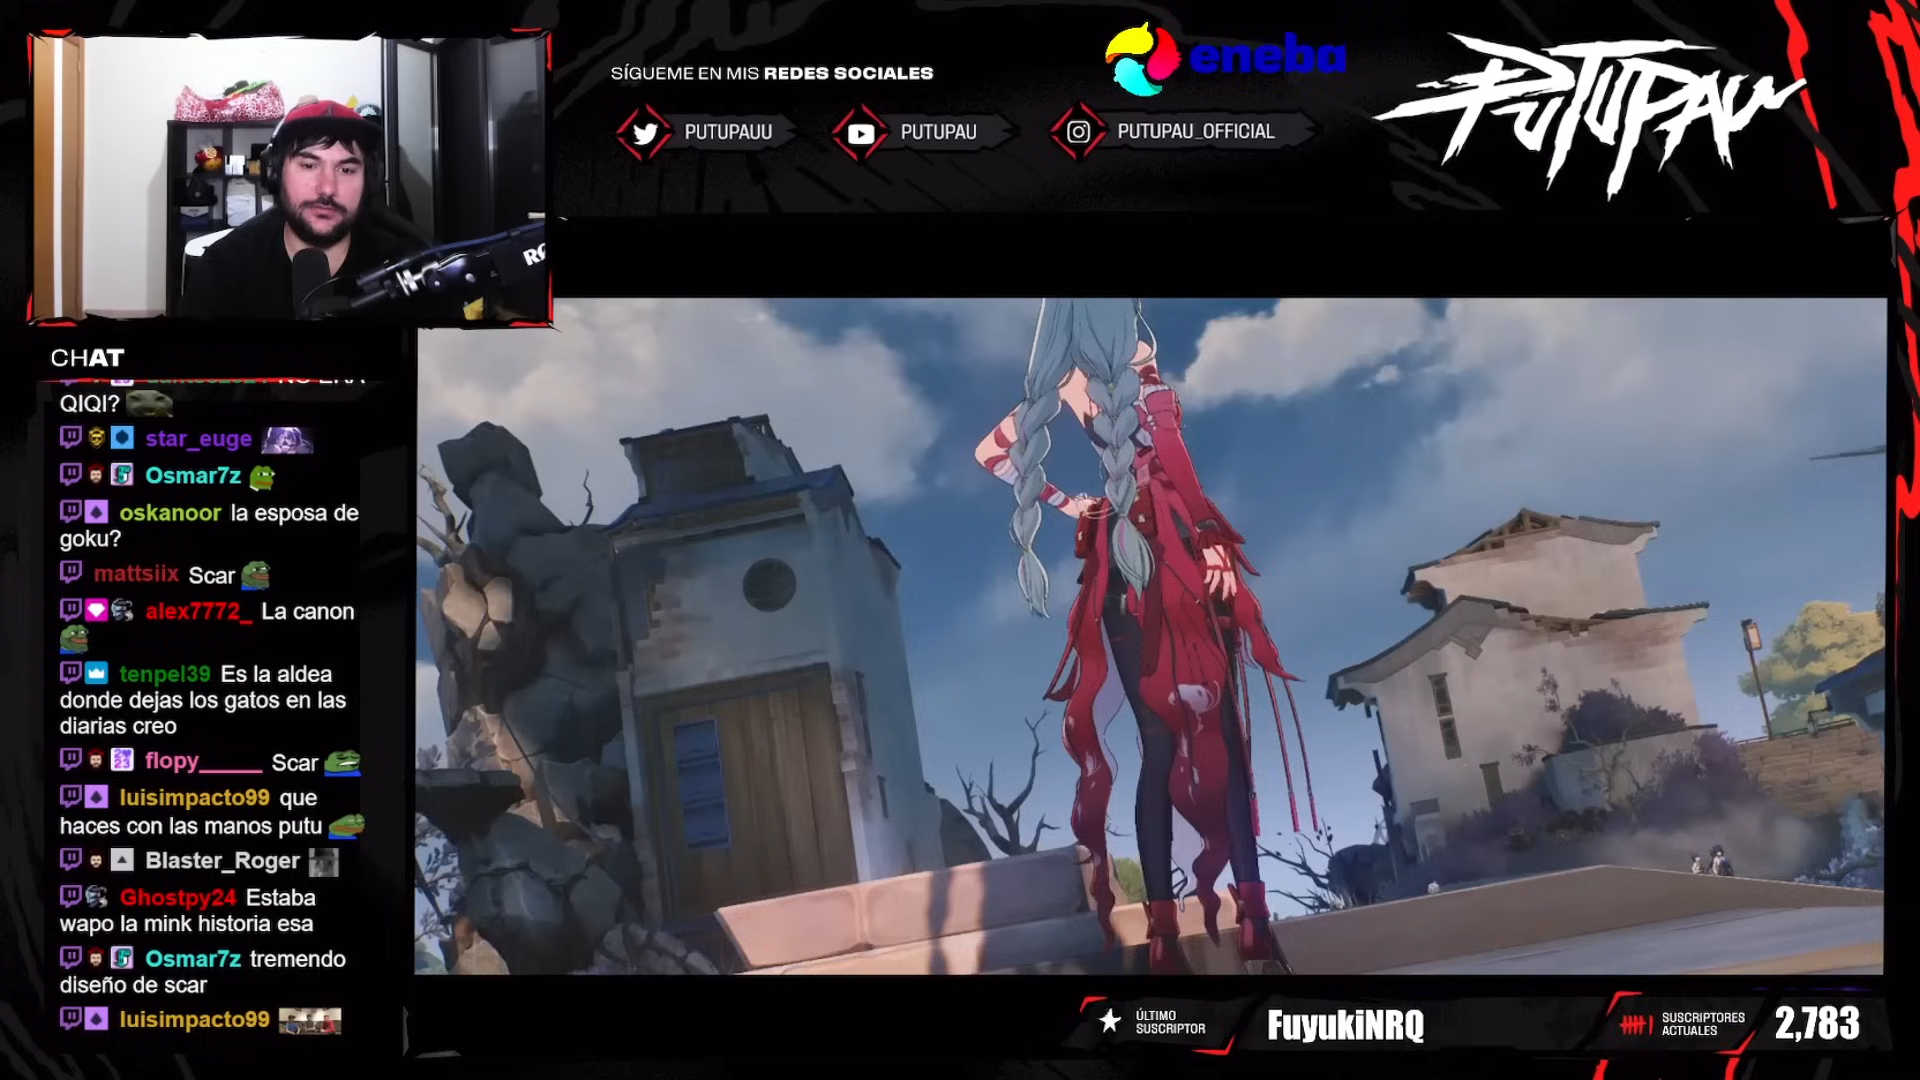 SÍGUEME EN MIS REDES SOCIALES
eneba
PUTUPAU
PUTUPAUU
PUTUPAU
PUTUPAU_OFFICIAL
CHAT
QIQI?
star_euge
Osmar7z
oskanoor la esposa de
goku?
mattsiix Scar
alex7772_ La canon
tenpel39 Es la aldea
donde dejas los gatos en las
diarias creo
flopy_____ Scar
luisimpacto99 que
haces con las manos putu
Blaster_Roger
Ghostpy24 Estaba
wapo la mink historia esa
Osmar7z tremendo
diseño de scar
luisimpacto99
ÚLTIMO
SUSCRIPTOR
FuyukiNRQ
SUSCRIPTORES
ACTUALES
2,783